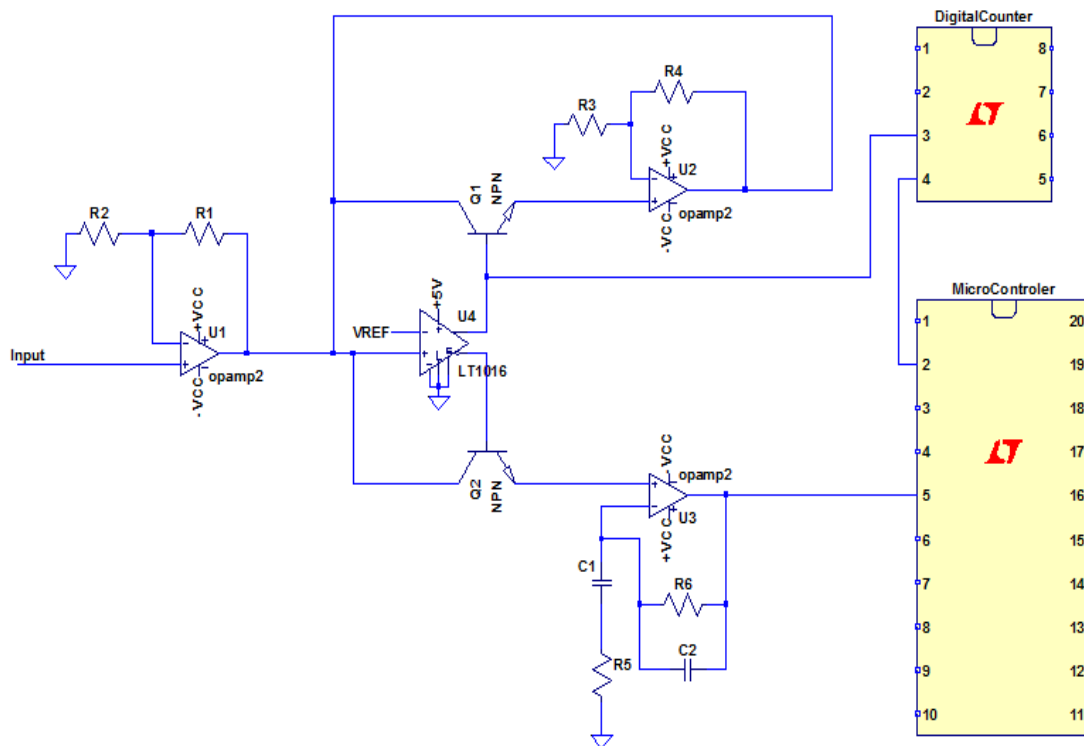 DigitalCounter
1 8
2 7
3 6
4 5
R4
R3
+VCC
U2
opamp2
-VCC
Q1
NPN
R2 R1
+VCC
U1
opamp2
-VCC
Input
+5V
U4
VREF
LT1016
Q2
NPN
-VCC
opamp2
U3
+VCC
C1
R6
C2
R5
MicroControler
1 20
2 19
3 18
4 17
5 16
6 15
7 14
8 13
9 12
10 11